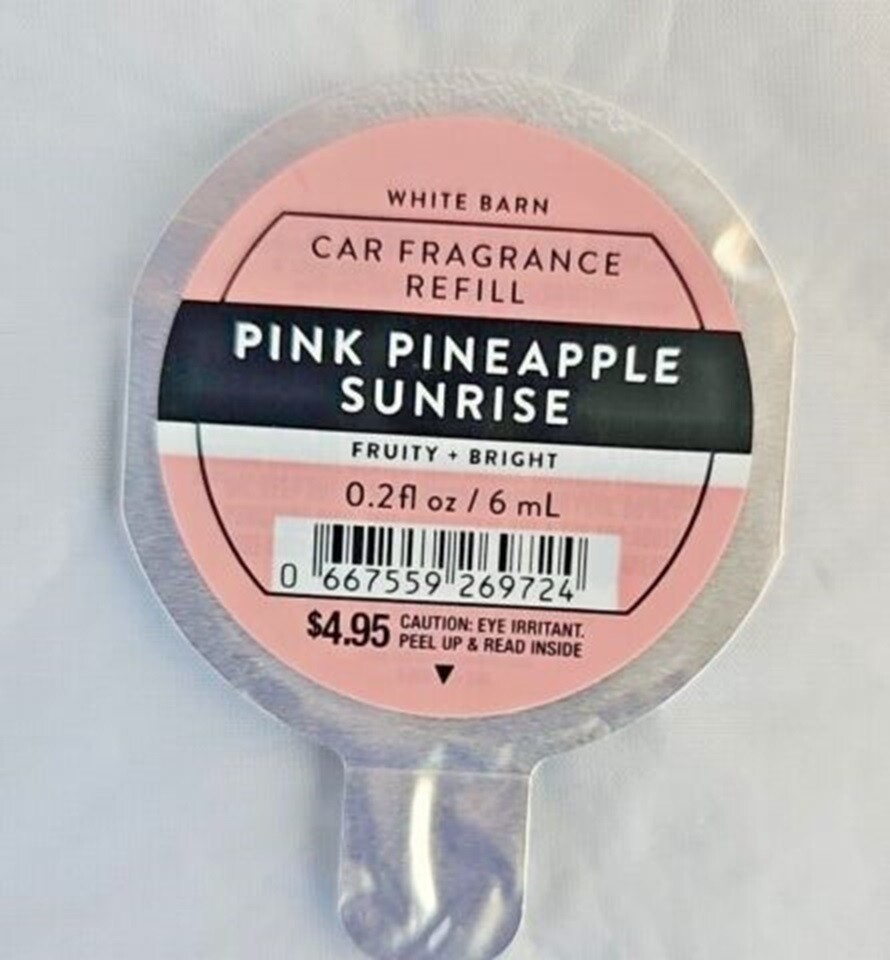 WHITE BARN
CAR FRAGRANCE
REFILL
PINK PINEAPPLE
SUNRISE
FRUITY + BRIGHT
0.2fl oz / 6 mL
0 667559 269724
$4.95 CAUTION: EYE IRRITANT.
PEEL UP & READ INSIDE